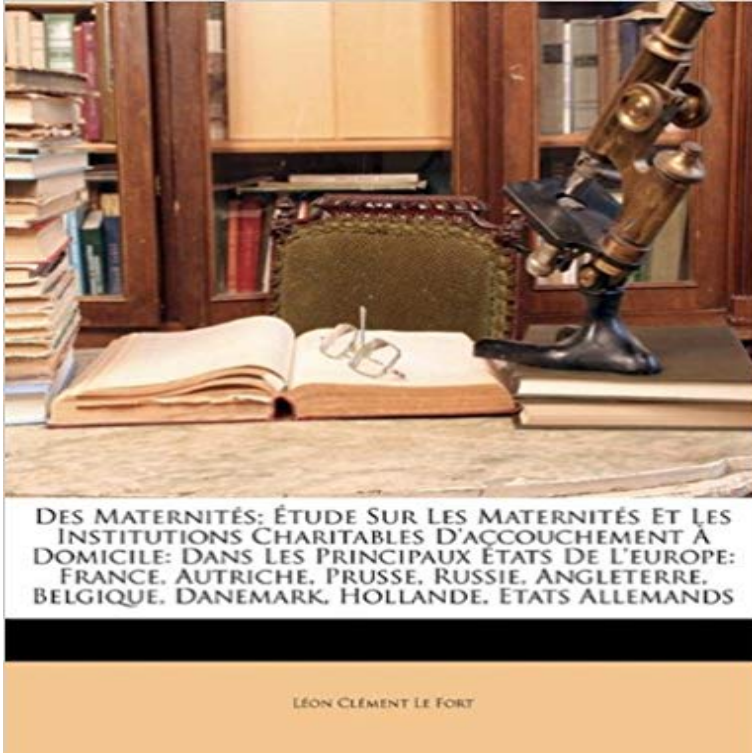 DES MATERNITÉS: ÉTUDE SUR LES MATERNITÉS ET LES
INSTITUTIONS CHARITABLES D'ACCOUCHEMENT À
DOMICILE: DANS LES PRINCIPAUX ÉTATS DE L'EUROPE:
FRANCE, AUTRICHE, PRUSSE, RUSSIE, ANGLETERRE,
BELGIQUE, DANEMARK, HOLLANDE, ETATS ALLEMANDS
LÉON CLÉMENT LE FORT